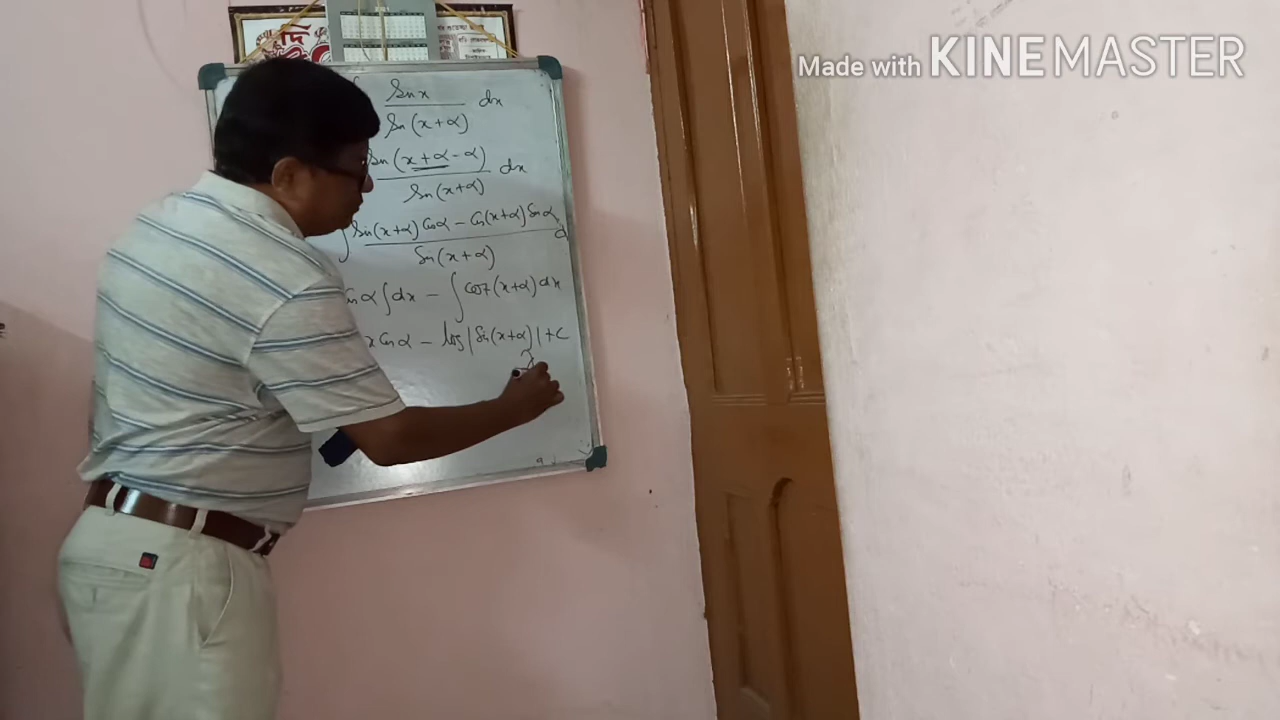 Made with KINEMASTER
Sin x
Sin (x + α) dx
Sin (x + α - α)
Sin (x + α) dx
∫ Sin (x + α) Cos α - Cos (x + α) Sin α
Sin (x + α) d
Cos α ∫ dx - ∫ cot (x + α) dx
x Cos α - log | Sin (x + α) | + c